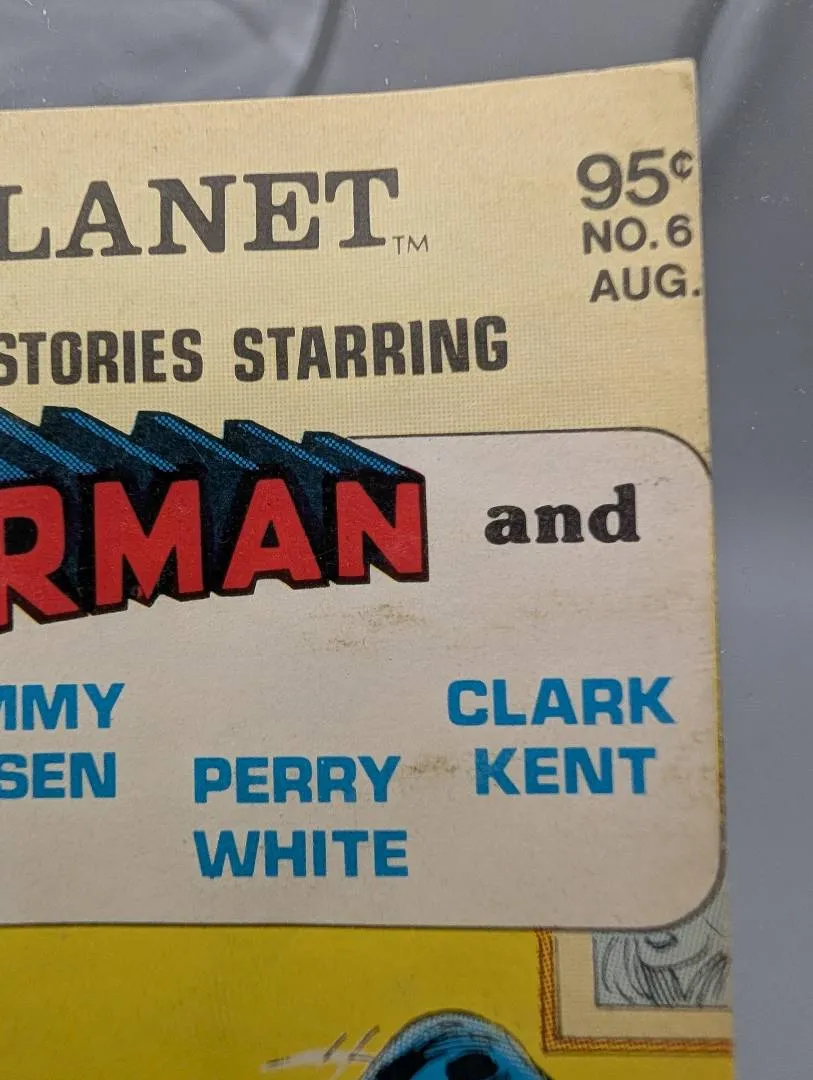 LANET™
95¢
NO. 6
AUG.
STORIES STARRING
RMAN and
MMY
SEN
PERRY
WHITE
CLARK
KENT